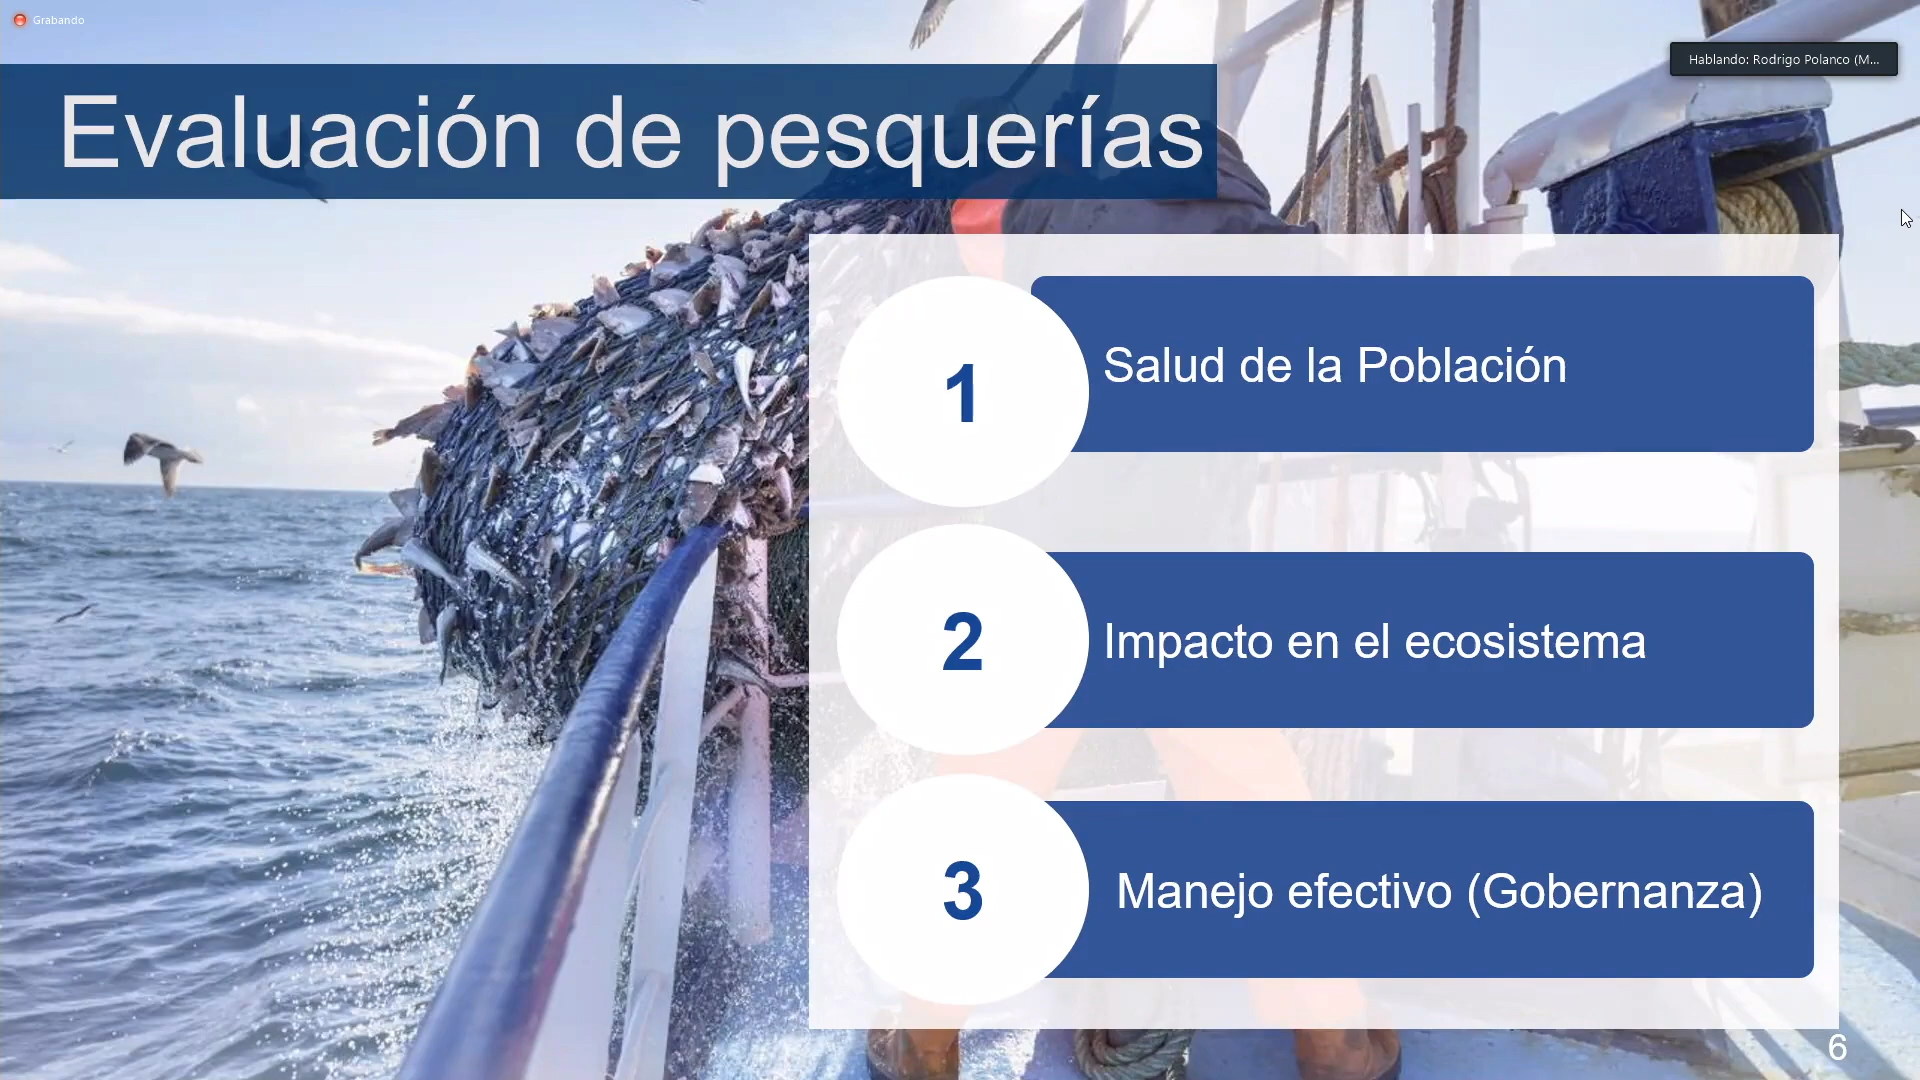 Grabando
Hablando: Rodrigo Polanco (M...
Evaluación de pesquerías
1
Salud de la Población
2
Impacto en el ecosistema
3
Manejo efectivo (Gobernanza)
6